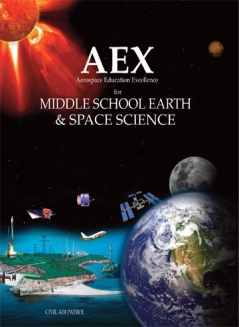 AEX
Aerospace Education Excellence
for
MIDDLE SCHOOL EARTH
& SPACE SCIENCE
CIVIL AIR PATROL